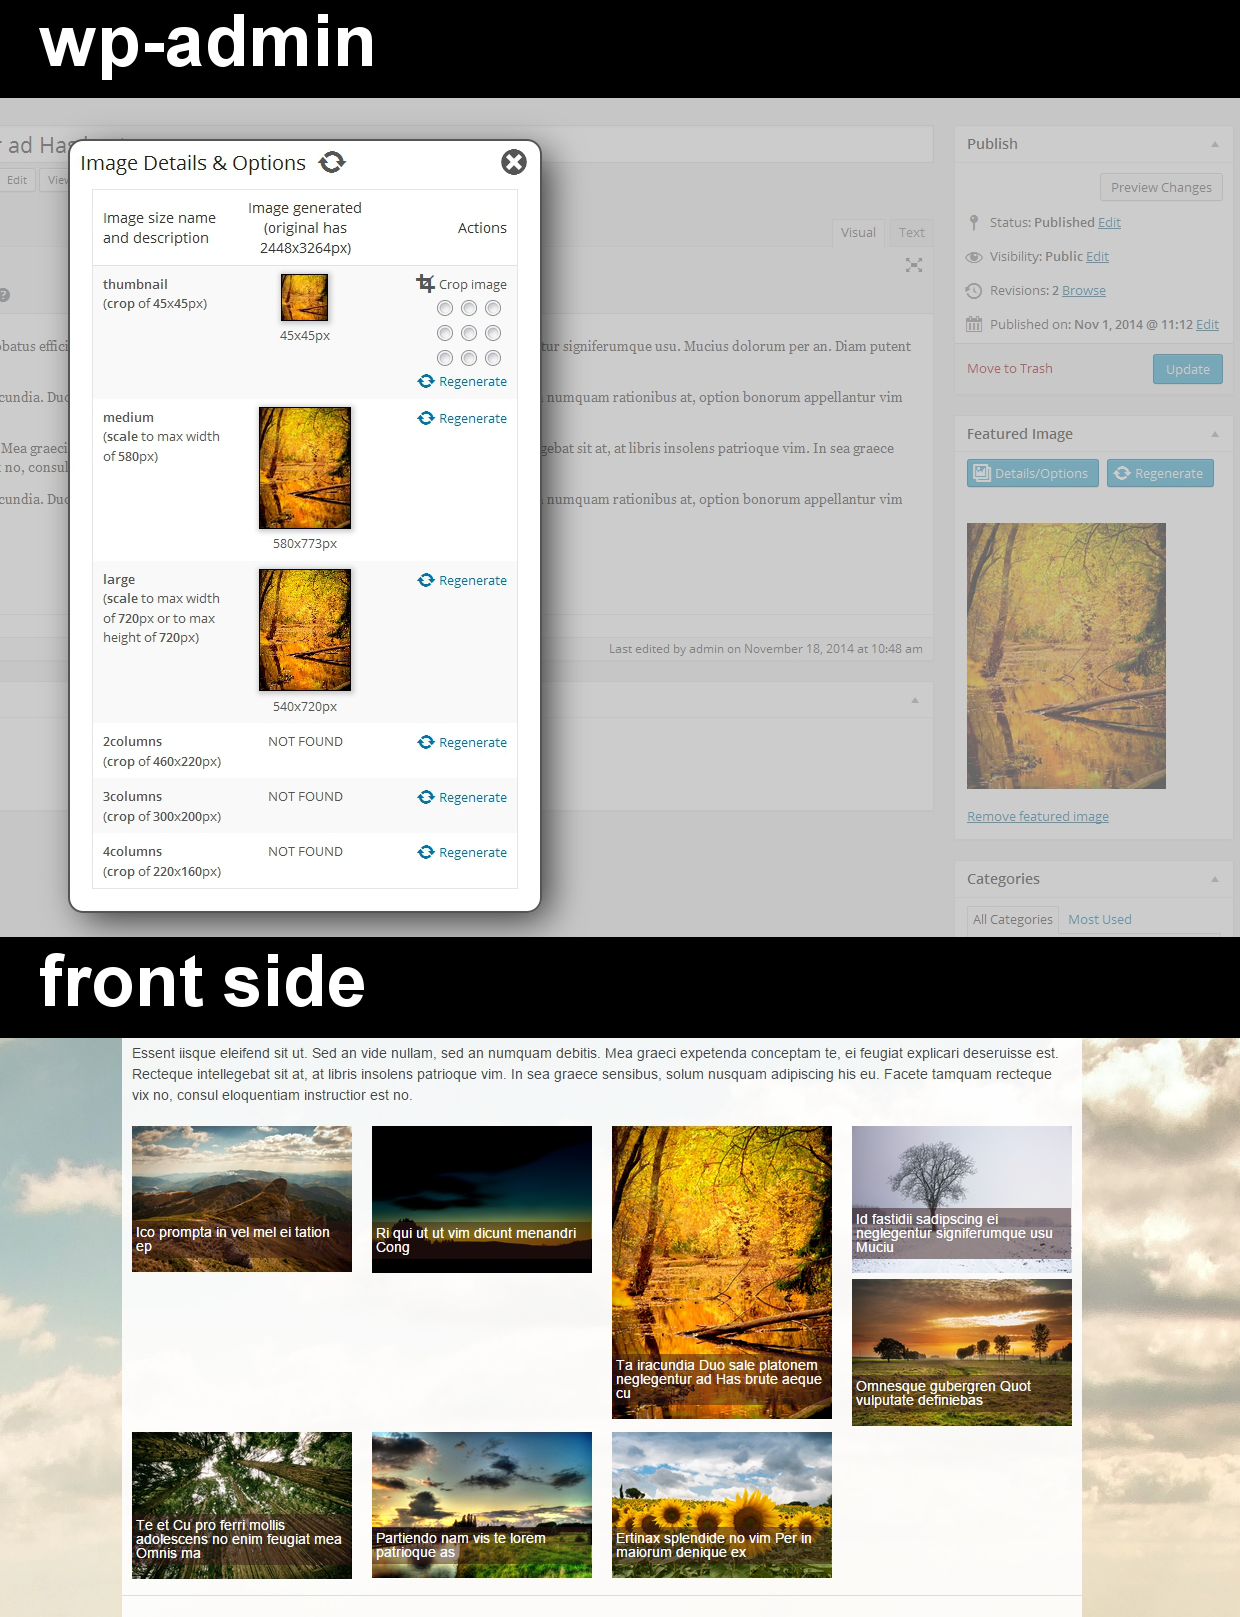 wp-admin
ad Has
Edit
View
Image Details & Options
Image size name
and description
Image generated
(original has
2448x3264px)
Actions
thumbnail
(crop of 45x45px)
45x45px
Crop image
Regenerate
medium
(scale to max width
of 580px)
580x773px
Regenerate
large
(scale to max width
of 720px or to max
height of 720px)
540x720px
Regenerate
2columns
(crop of 460x220px)
NOT FOUND
Regenerate
3columns
(crop of 300x200px)
NOT FOUND
Regenerate
4columns
(crop of 220x160px)
NOT FOUND
Regenerate
Visual
Text
signiferumque usu. Mucius dolorum per an. Diam putent
numquam rationibus at, option bonorum appellantur vim
Mea graeci
sit at, at libris insolens patrioque vim. In sea graece
no, consul
numquam rationibus at, option bonorum appellantur vim
Last edited by admin on November 18, 2014 at 10:48 am
Publish
Preview Changes
Status: Published Edit
Visibility: Public Edit
Revisions: 2 Browse
Published on: Nov 1, 2014 @ 11:12 Edit
Move to Trash
Update
Featured Image
Details/Options
Regenerate
Remove featured image
Categories
All Categories
Most Used
front side
Essent iisque eleifend sit ut. Sed an vide nullam, sed an numquam debitis. Mea graeci expetenda conceptam te, ei feugiat explicari deseruisse est.
Recteque intellegebat sit at, at libris insolens patrioque vim. In sea graece sensibus, solum nusquam adipiscing his eu. Facete tamquam recteque
vix no, consul eloquentiam instructior est no.
Ico prompta in vel mel ei tation
ep
Ri qui ut ut vim dicunt menandri
Cong
Ta iracundia Duo sale platonem
neglegentur ad Has brute aeque
cu
Id fastidii sadipscing ei
neglegentur signiferumque usu
Muciu
Omnesque gubergren Quot
vulputate definiebas
Te et Cu pro ferri mollis
adolescens no enim feugiat mea
Omnis ma
Partiendo nam vis te lorem
patrioque as
Ertinax splendide no vim Per in
maiorum denique ex